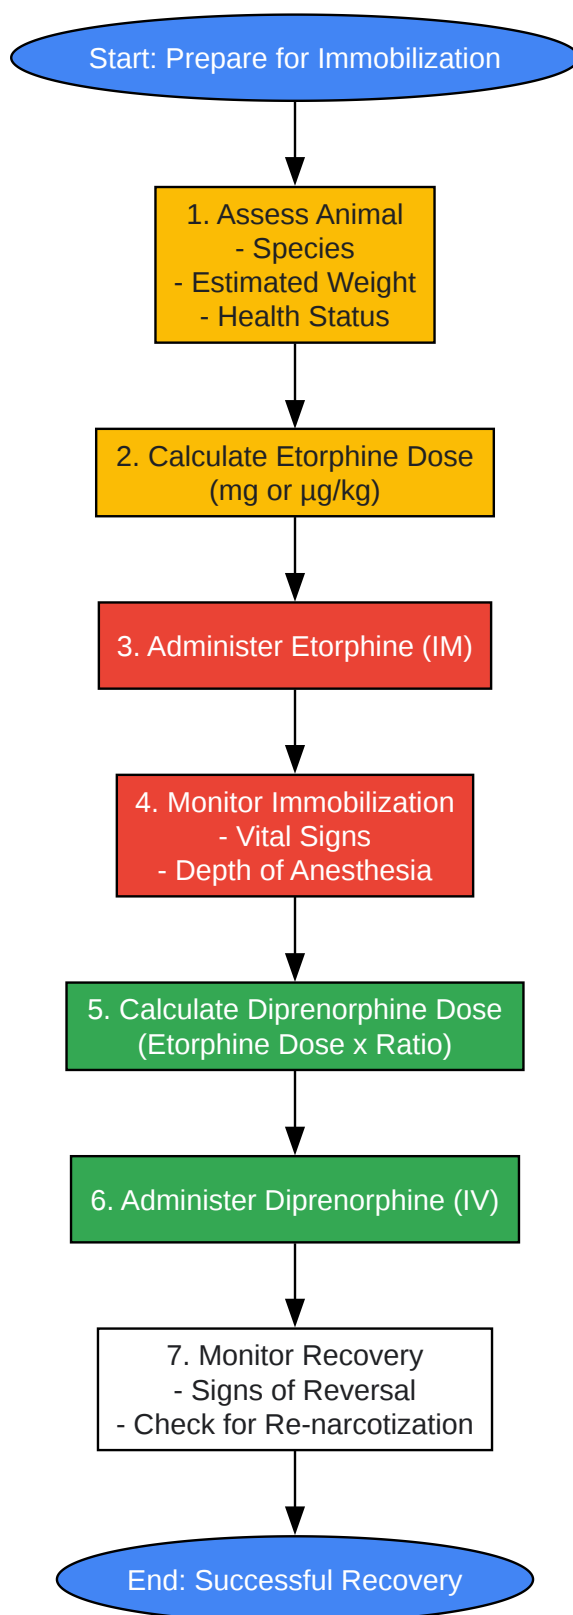 Start: Prepare for Immobilization
1. Assess Animal
- Species
- Estimated Weight
- Health Status
2. Calculate Etorphine Dose
(mg or µg/kg)
3. Administer Etorphine (IM)
4. Monitor Immobilization
- Vital Signs
- Depth of Anesthesia
5. Calculate Diprenorphine Dose
(Etorphine Dose x Ratio)
6. Administer Diprenorphine (IV)
7. Monitor Recovery
- Signs of Reversal
- Check for Re-narcotization
End: Successful Recovery